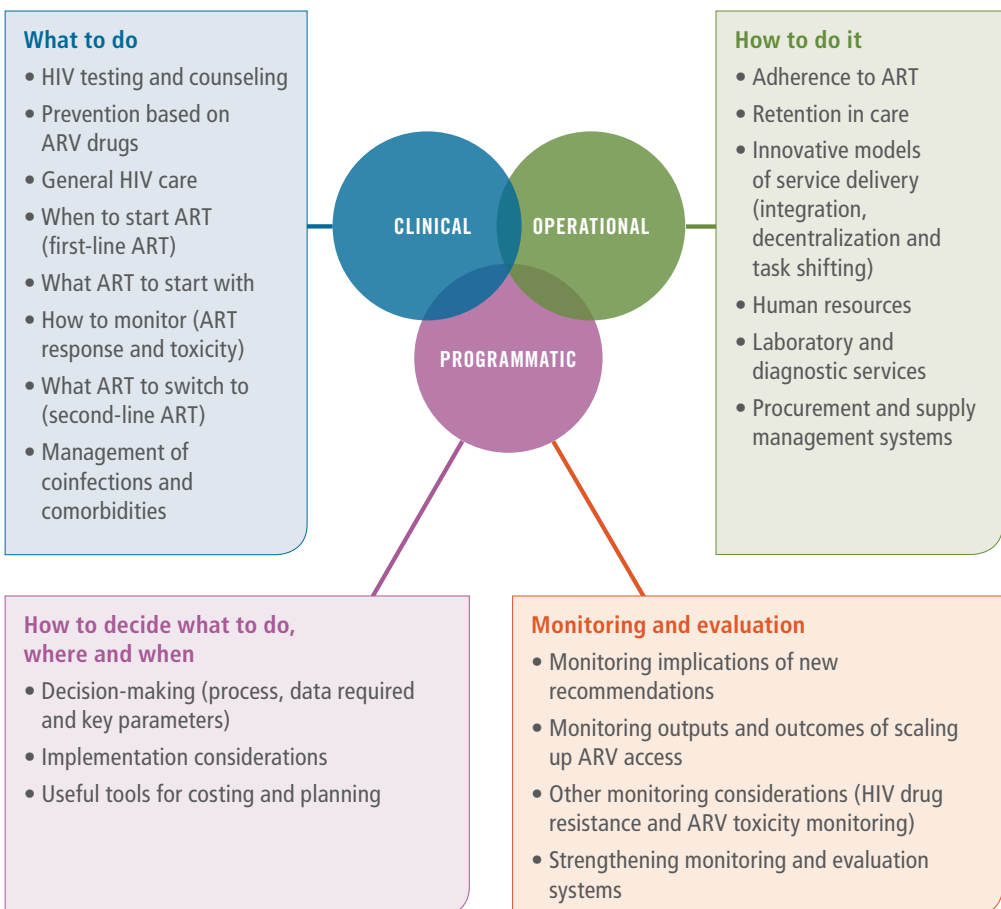 What to do
• HIV testing and counseling
• Prevention based on
ARV drugs
• General HIV care
• When to start ART
(first-line ART)
• What ART to start with
• How to monitor (ART
response and toxicity)
• What ART to switch to
(second-line ART)
• Management of
coinfections and
comorbidities
CLINICAL
OPERATIONAL
PROGRAMMATIC
How to do it
• Adherence to ART
• Retention in care
• Innovative models
of service delivery
(integration,
decentralization and
task shifting)
• Human resources
• Laboratory and
diagnostic services
• Procurement and supply
management systems
How to decide what to do,
where and when
• Decision-making (process, data required
and key parameters)
• Implementation considerations
• Useful tools for costing and planning
Monitoring and evaluation
• Monitoring implications of new
recommendations
• Monitoring outputs and outcomes of scaling
up ARV access
• Other monitoring considerations (HIV drug
resistance and ARV toxicity monitoring)
• Strengthening monitoring and evaluation
systems